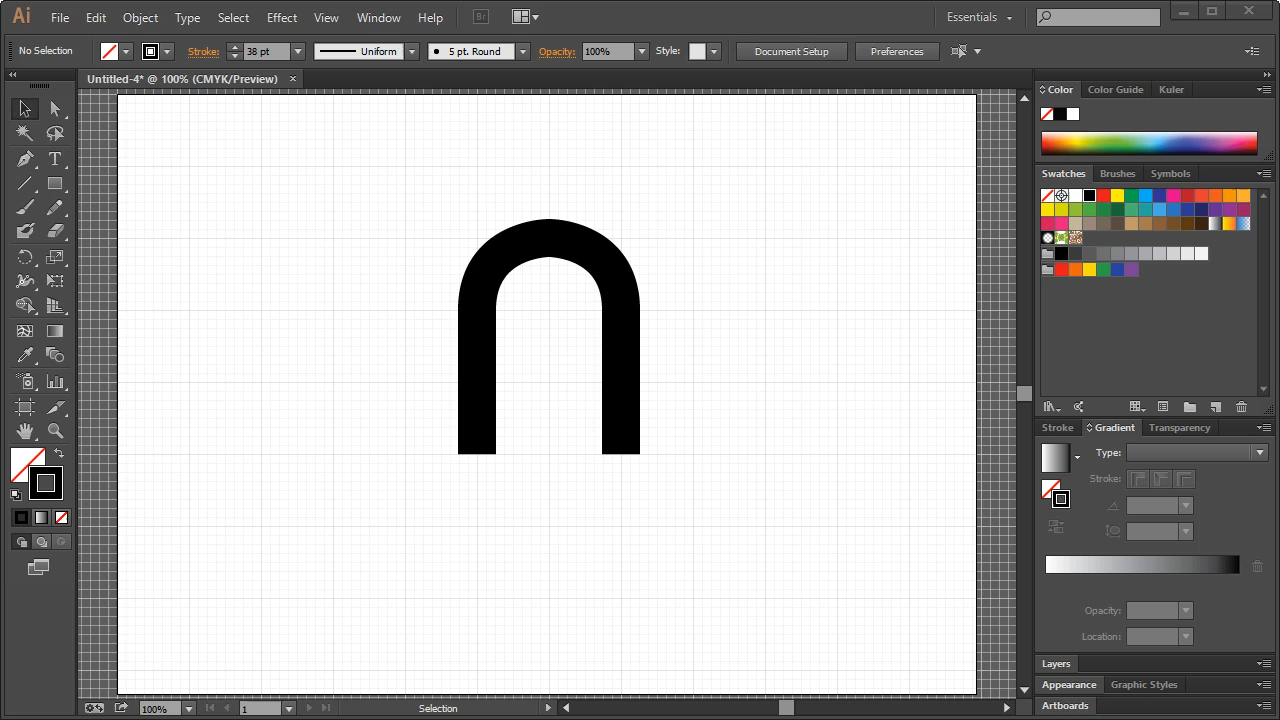 Ai File Edit Object Type Select Effect View Window Help Br Essentials
No Selection Stroke: 38 pt Uniform 5 pt. Round Opacity: 100% Style: Document Setup Preferences
Untitled-4* @ 100% (CMYK/Preview)
Color Color Guide Kuler
Swatches Brushes Symbols
Stroke Gradient Transparency
Type:
Stroke:
Opacity:
Location:
Layers
Appearance Graphic Styles
Artboards
100% 1 Selection